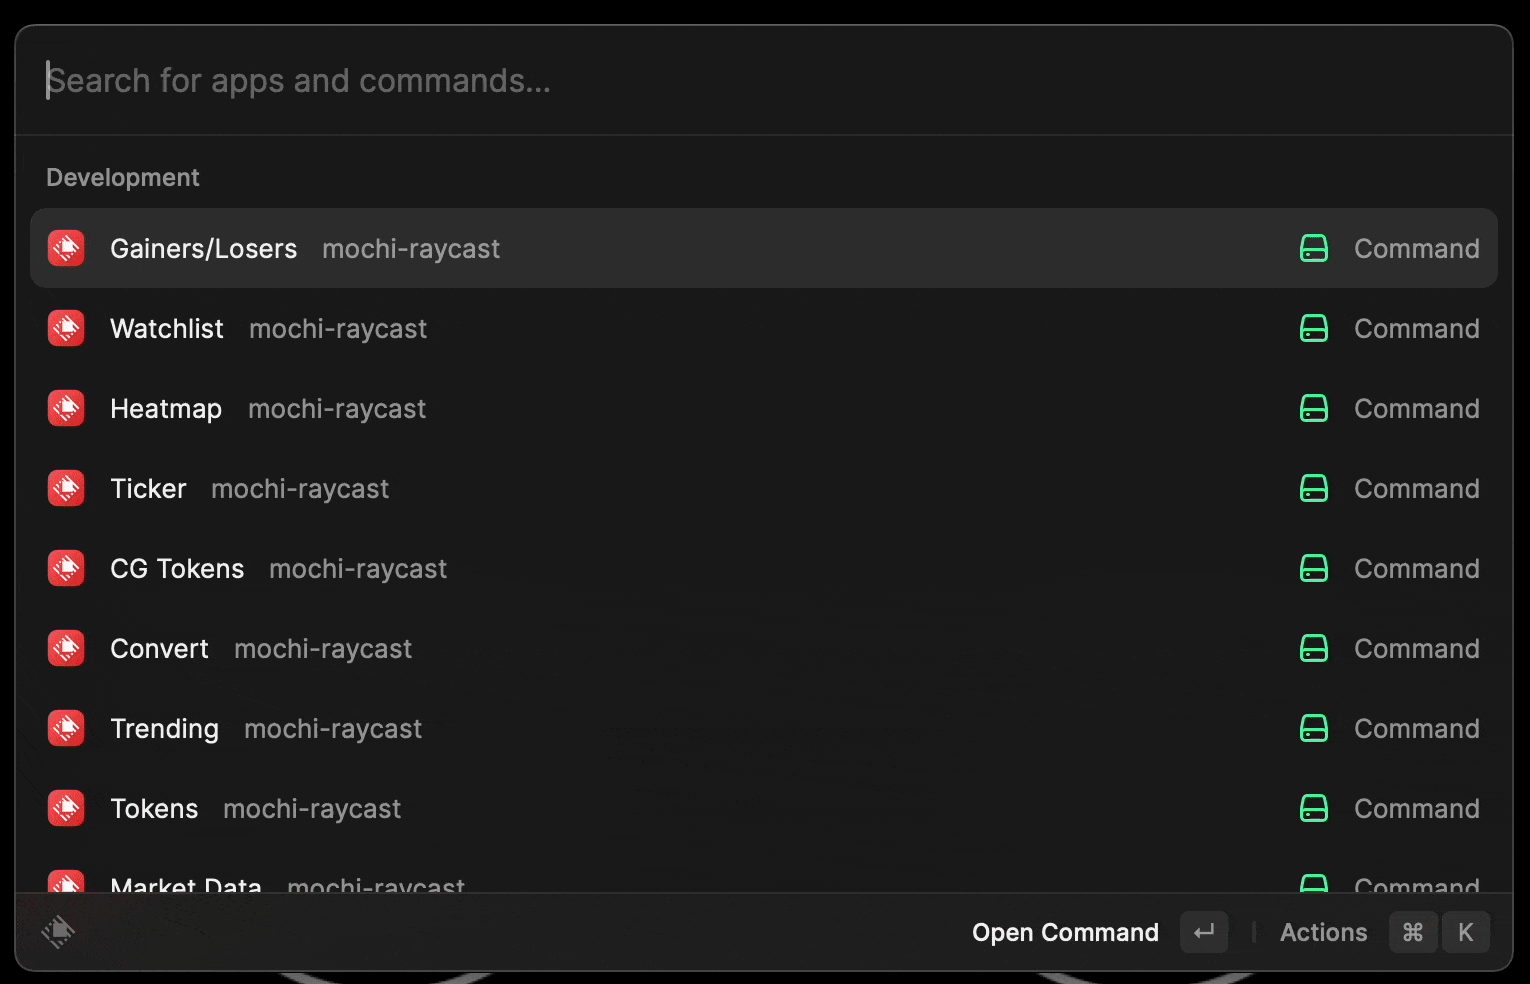 Search for apps and commands...
Development
Gainers/Losers mochi-raycast Command
Watchlist mochi-raycast Command
Heatmap mochi-raycast Command
Ticker mochi-raycast Command
CG Tokens mochi-raycast Command
Convert mochi-raycast Command
Trending mochi-raycast Command
Tokens mochi-raycast Command
Market Data mochi-raycast Command
Open Command ↵ | Actions ⌘ K